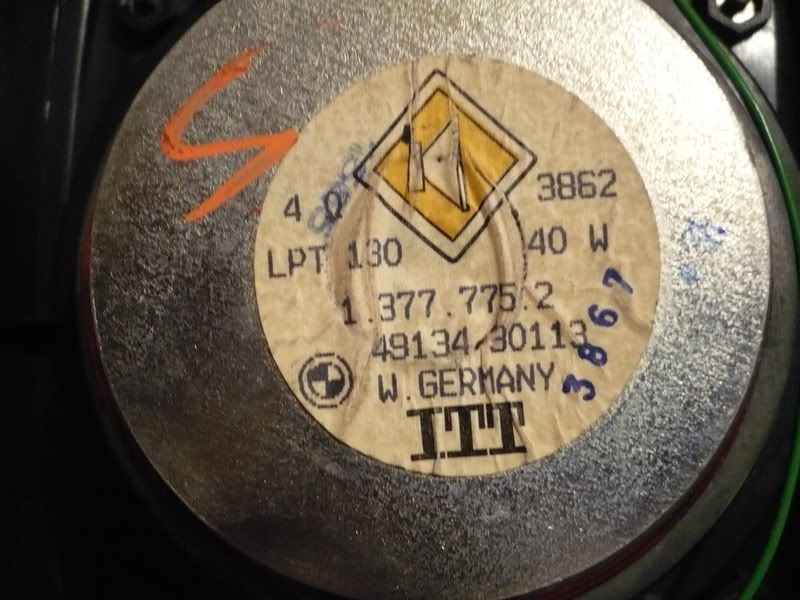 4 Ω
3862
LPT 130
40 W
1.377.775.2
49134/30113
W. GERMANY
ITT
3867